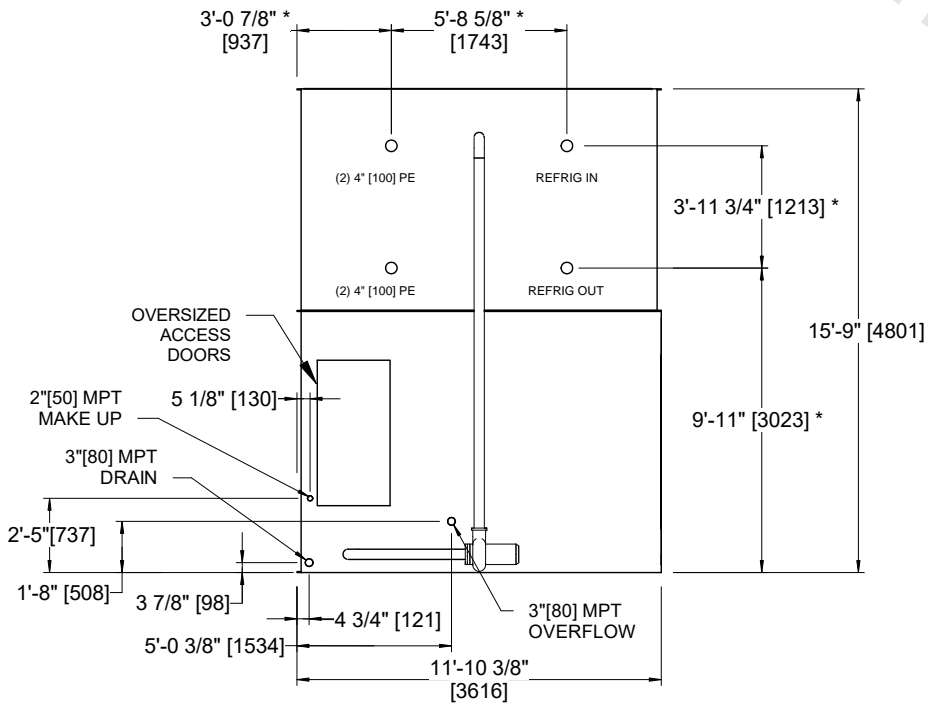 3'-0 7/8" *
[937]
5'-8 5/8" *
[1743]
(2) 4" [100] PE
REFRIG IN
3'-11 3/4" [1213] *
(2) 4" [100] PE
REFRIG OUT
OVERSIZED
ACCESS
DOORS
15'-9" [4801]
5 1/8" [130]
2"[50] MPT
MAKE UP
9'-11" [3023] *
3"[80] MPT
DRAIN
2'-5"[737]
1'-8" [508]
3 7/8" [98]
4 3/4" [121]
3"[80] MPT
OVERFLOW
5'-0 3/8" [1534]
11'-10 3/8"
[3616]